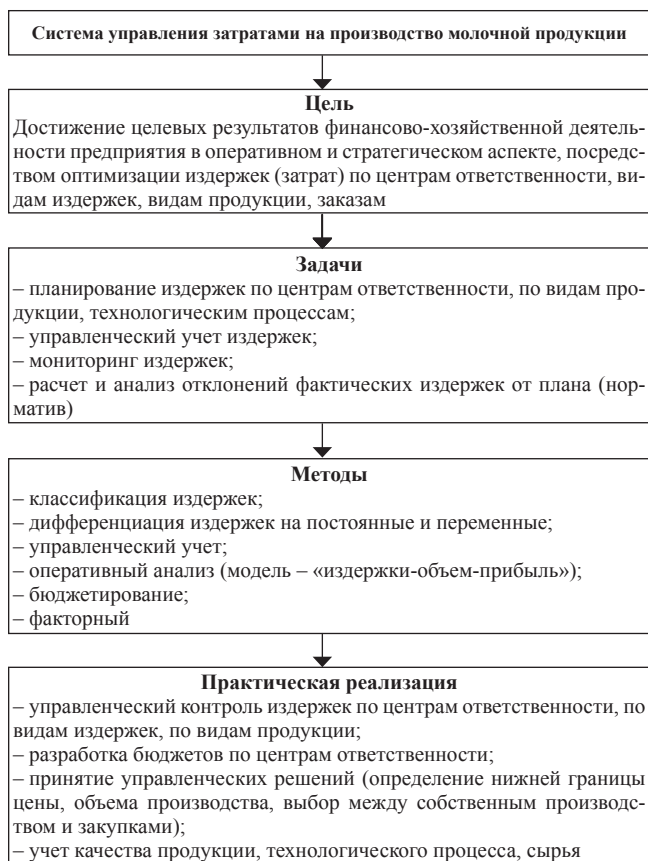 Система управления затратами на производство молочной продукции
Цель
Достижение целевых результатов финансово-хозяйственной деятель-
ности предприятия в оперативном и стратегическом аспекте, посредс-
твом оптимизации издержек (затрат) по центрам ответственности, ви-
дам издержек, видам продукции, заказам
Задачи
– планирование издержек по центрам ответственности, по видам про-
дукции, технологическим процессам;
– управленческий учет издержек;
– мониторинг издержек;
– расчет и анализ отклонений фактических издержек от плана (нор-
матив)
Методы
– классификация издержек;
– дифференциация издержек на постоянные и переменные;
– управленческий учет;
– оперативный анализ (модель – «издержки-объем-прибыль»);
– бюджетирование;
– факторный
Практическая реализация
– управленческий контроль издержек по центрам ответственности, по
видам издержек, по видам продукции;
– разработка бюджетов по центрам ответственности;
– принятие управленческих решений (определение нижней границы
цены, объема производства, выбор между собственным производс-
твом и закупками);
– учет качества продукции, технологического процесса, сырья